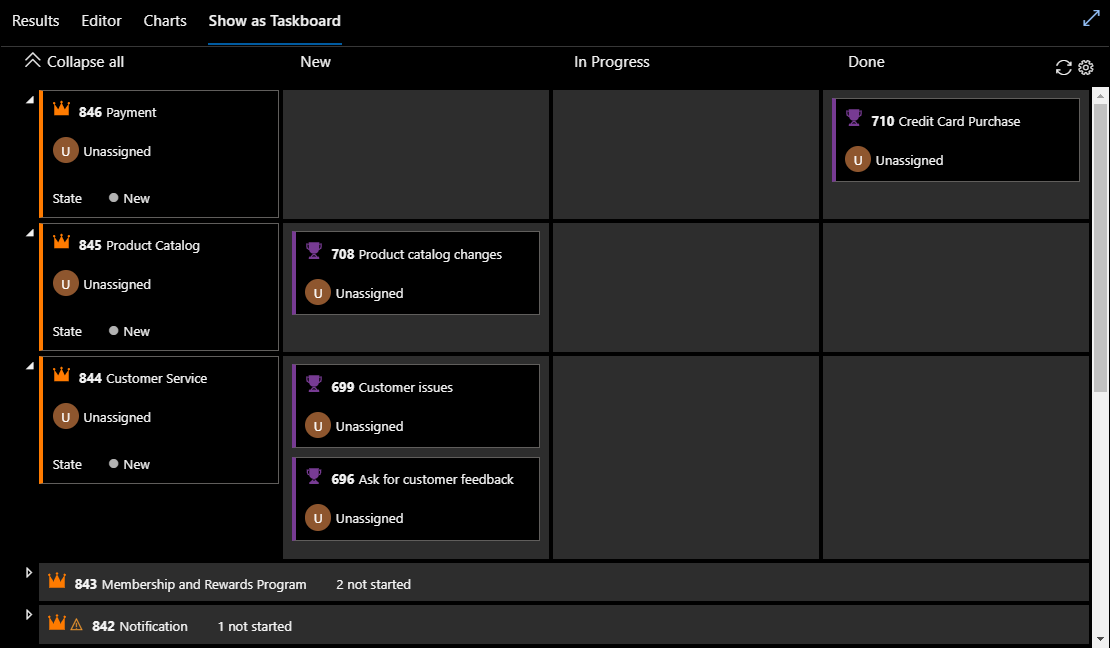 Results Editor Charts Show as Taskboard
Collapse all New In Progress Done
846 Payment
U Unassigned
State New
710 Credit Card Purchase
U Unassigned
845 Product Catalog
U Unassigned
State New
708 Product catalog changes
U Unassigned
844 Customer Service
U Unassigned
State New
699 Customer issues
U Unassigned
696 Ask for customer feedback
U Unassigned
843 Membership and Rewards Program 2 not started
842 Notification 1 not started